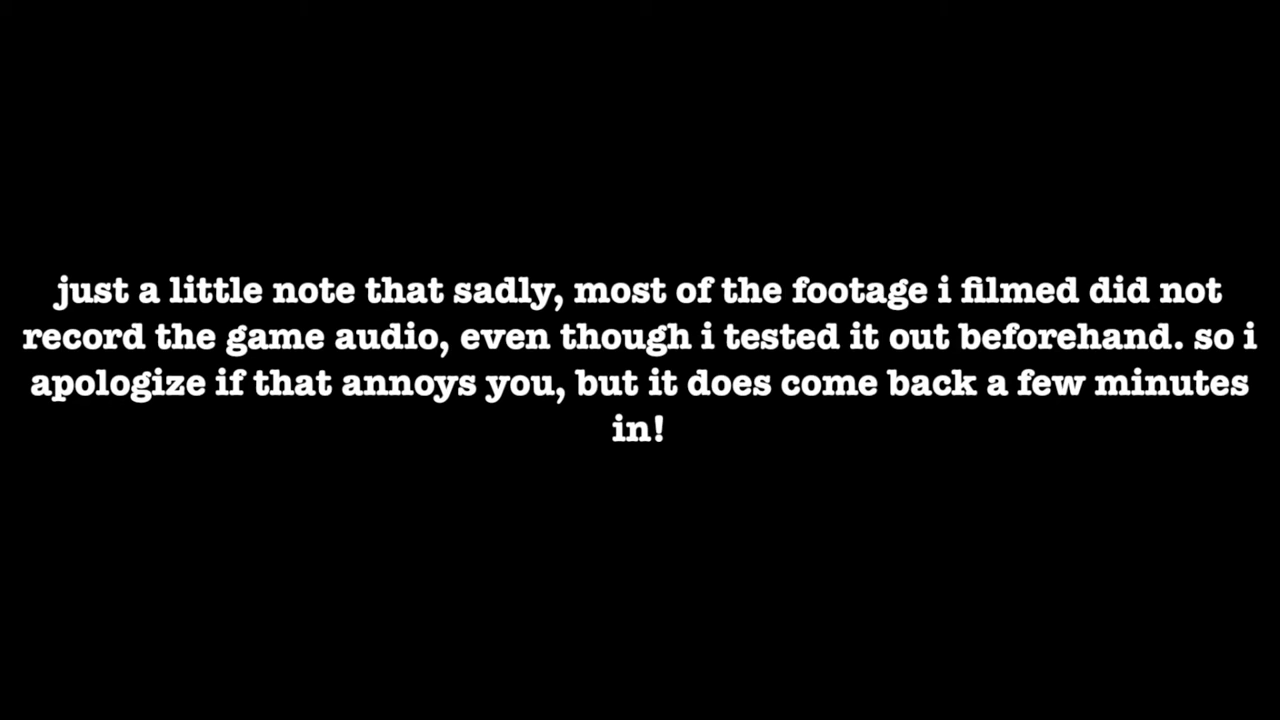 just a little note that sadly, most of the footage i filmed did not
record the game audio, even though i tested it out beforehand. so i
apologize if that annoys you, but it does come back a few minutes
in!